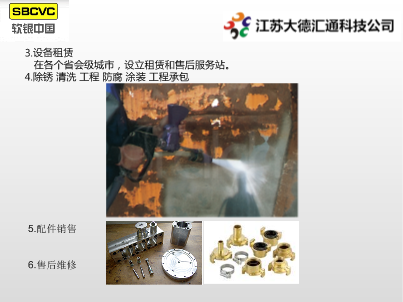 SBCVC
软银中国
江苏大德汇通科技公司
3.设备租赁
在各个省会级城市，设立租赁和售后服务站。
4.除锈 清洗 工程 防腐 涂装 工程承包
5.配件销售
6.售后维修